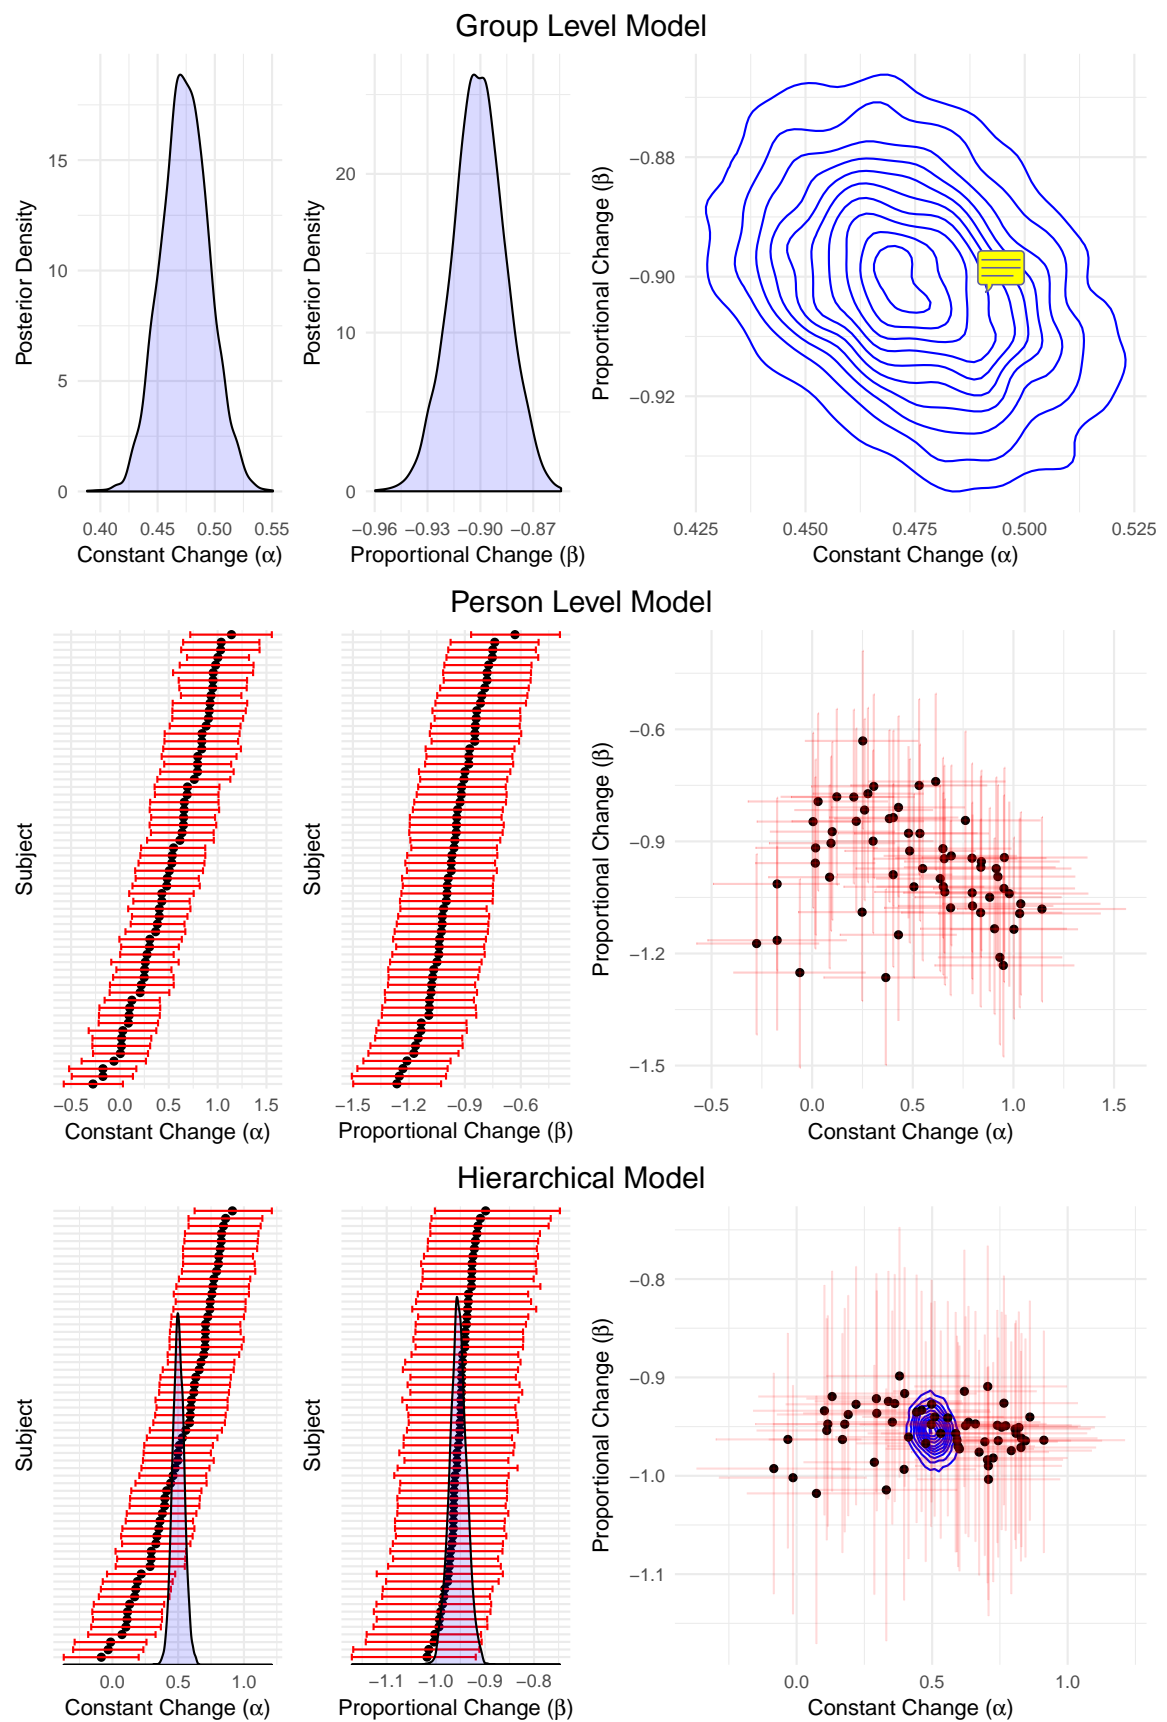 Group Level Model
Posterior Density
15
10
5
0
0.40 0.45 0.50 0.55
Constant Change (α)
Posterior Density
20
10
0
−0.96 −0.93 −0.90 −0.87
Proportional Change (β)
Proportional Change (β)
−0.88
−0.90
−0.92
0.425 0.450 0.475 0.500 0.525
Constant Change (α)
Person Level Model
Subject
−0.5 0.0 0.5 1.0 1.5
Constant Change (α)
Subject
−1.5 −1.2 −0.9 −0.6
Proportional Change (β)
Proportional Change (β)
−0.6
−0.9
−1.2
−1.5
−0.5 0.0 0.5 1.0 1.5
Constant Change (α)
Hierarchical Model
Subject
0.0 0.5 1.0
Constant Change (α)
Subject
−1.1 −1.0 −0.9 −0.8
Proportional Change (β)
Proportional Change (β)
−0.8
−0.9
−1.0
−1.1
0.0 0.5 1.0
Constant Change (α)